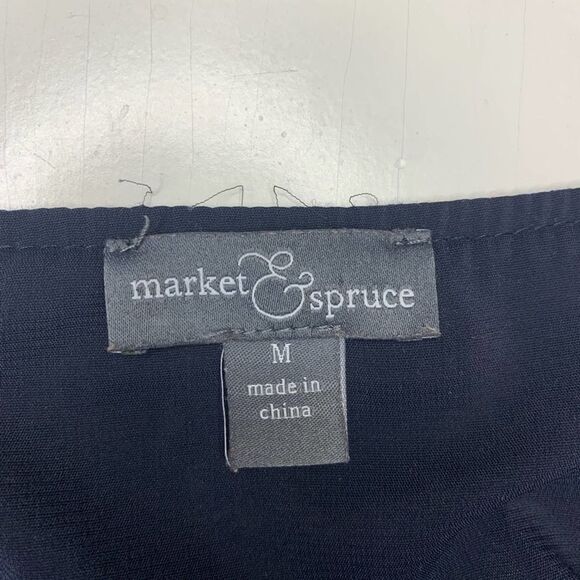 market & spruce
M
made in
china